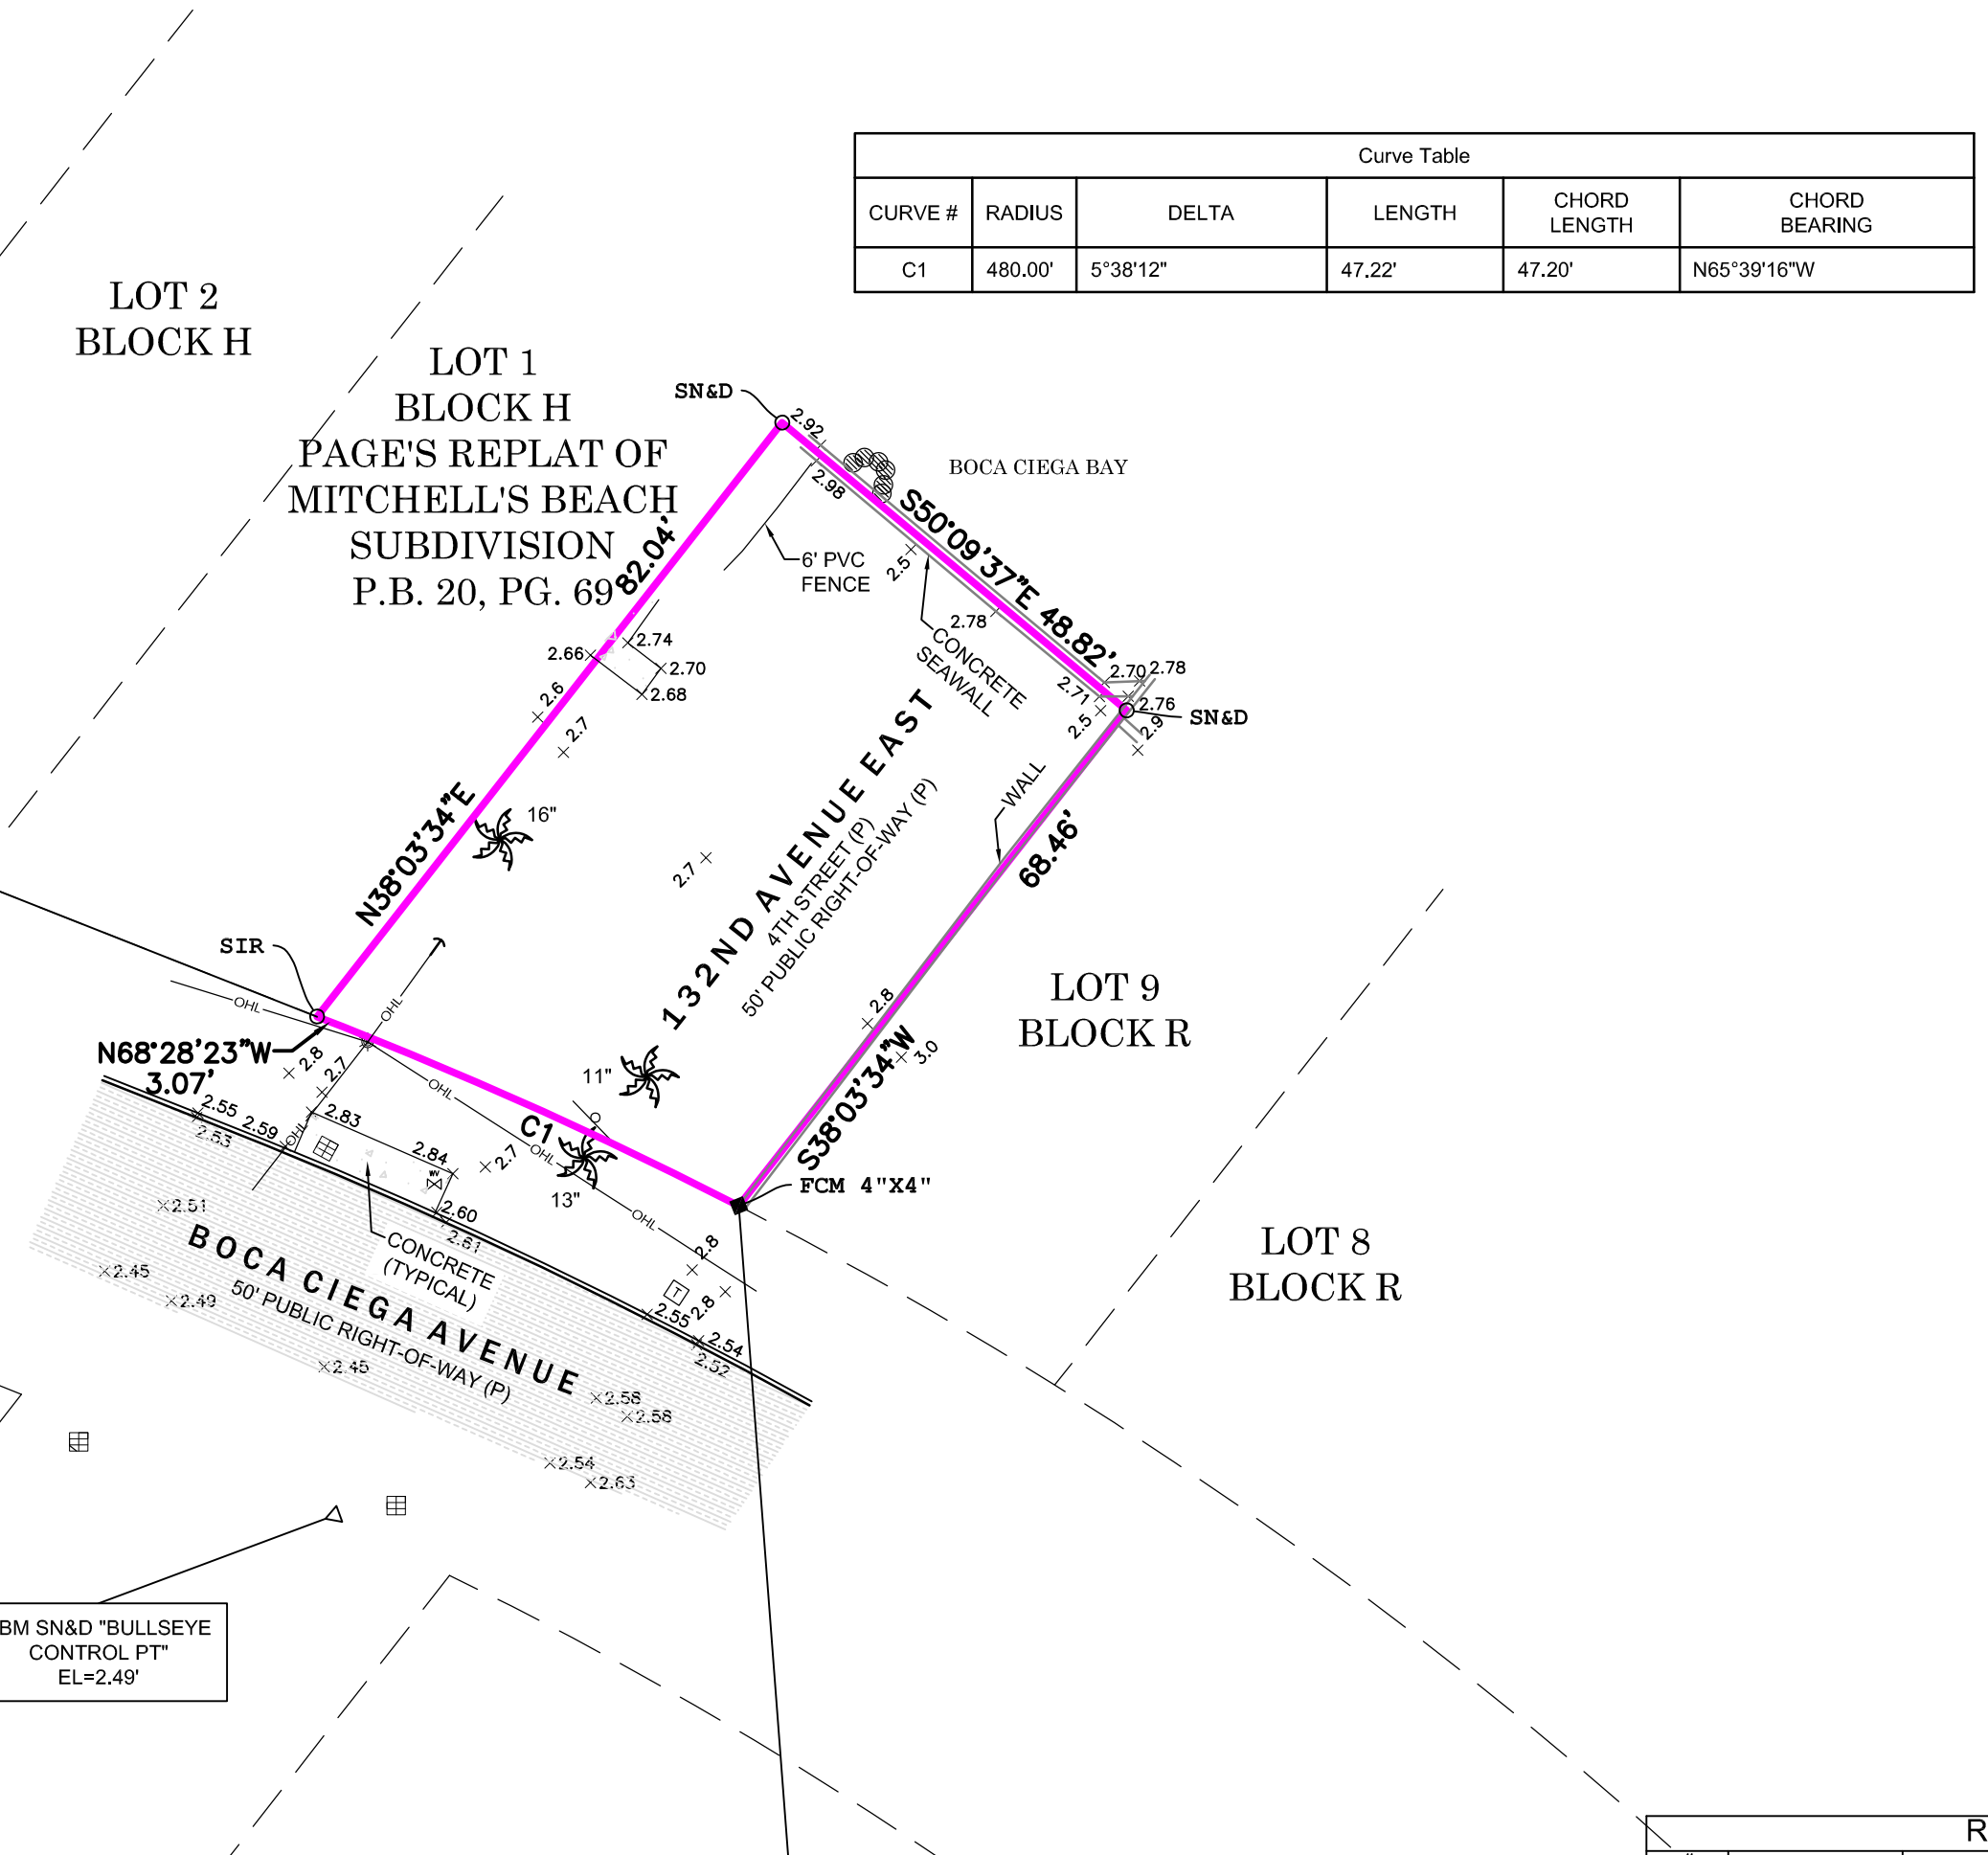 Curve Table
CURVE # RADIUS DELTA LENGTH CHORD LENGTH CHORD BEARING
C1 480.00' 5°38'12" 47.22' 47.20' N65°39'16"W
LOT 2
BLOCK H
LOT 1
BLOCK H
PAGE'S REPLAT OF
MITCHELL'S BEACH
SUBDIVISION
P.B. 20, PG. 69
SN&D
2.92
2.98
BOCA CIEGA BAY
S50°09'37"E 48.82'
82.04'
6' PVC
FENCE
2.5
2.78
CONCRETE
SEAWALL
2.74
2.66
2.70
2.68
2.70
2.78
2.71
2.76
2.5
2.9
SN&D
2.6
2.7
N38°03'34"E
16"
2.7
132ND AVENUE EAST
4TH STREET (P)
50' PUBLIC RIGHT-OF-WAY (P)
WALL
68.46'
SIR
OHL
OHL
LOT 9
BLOCK R
2.8
3.0
S38°03'34"W
N68°28'23"W
3.07'
2.8
2.7
OHL
11"
C1
O
2.55
2.53
2.59
OHL
2.83
2.84
WV
2.7
OHL
13"
FCM 4"X4"
OHL
2.60
2.61
2.51
CONCRETE
(TYPICAL)
2.8
T
2.8
2.55
2.54
2.52
LOT 8
BLOCK R
BOCA CIEGA AVENUE
50' PUBLIC RIGHT-OF-WAY (P)
2.45
2.49
2.45
2.58
2.58
2.54
2.63
BM SN&D "BULLSEYE
CONTROL PT"
EL=2.49'
R